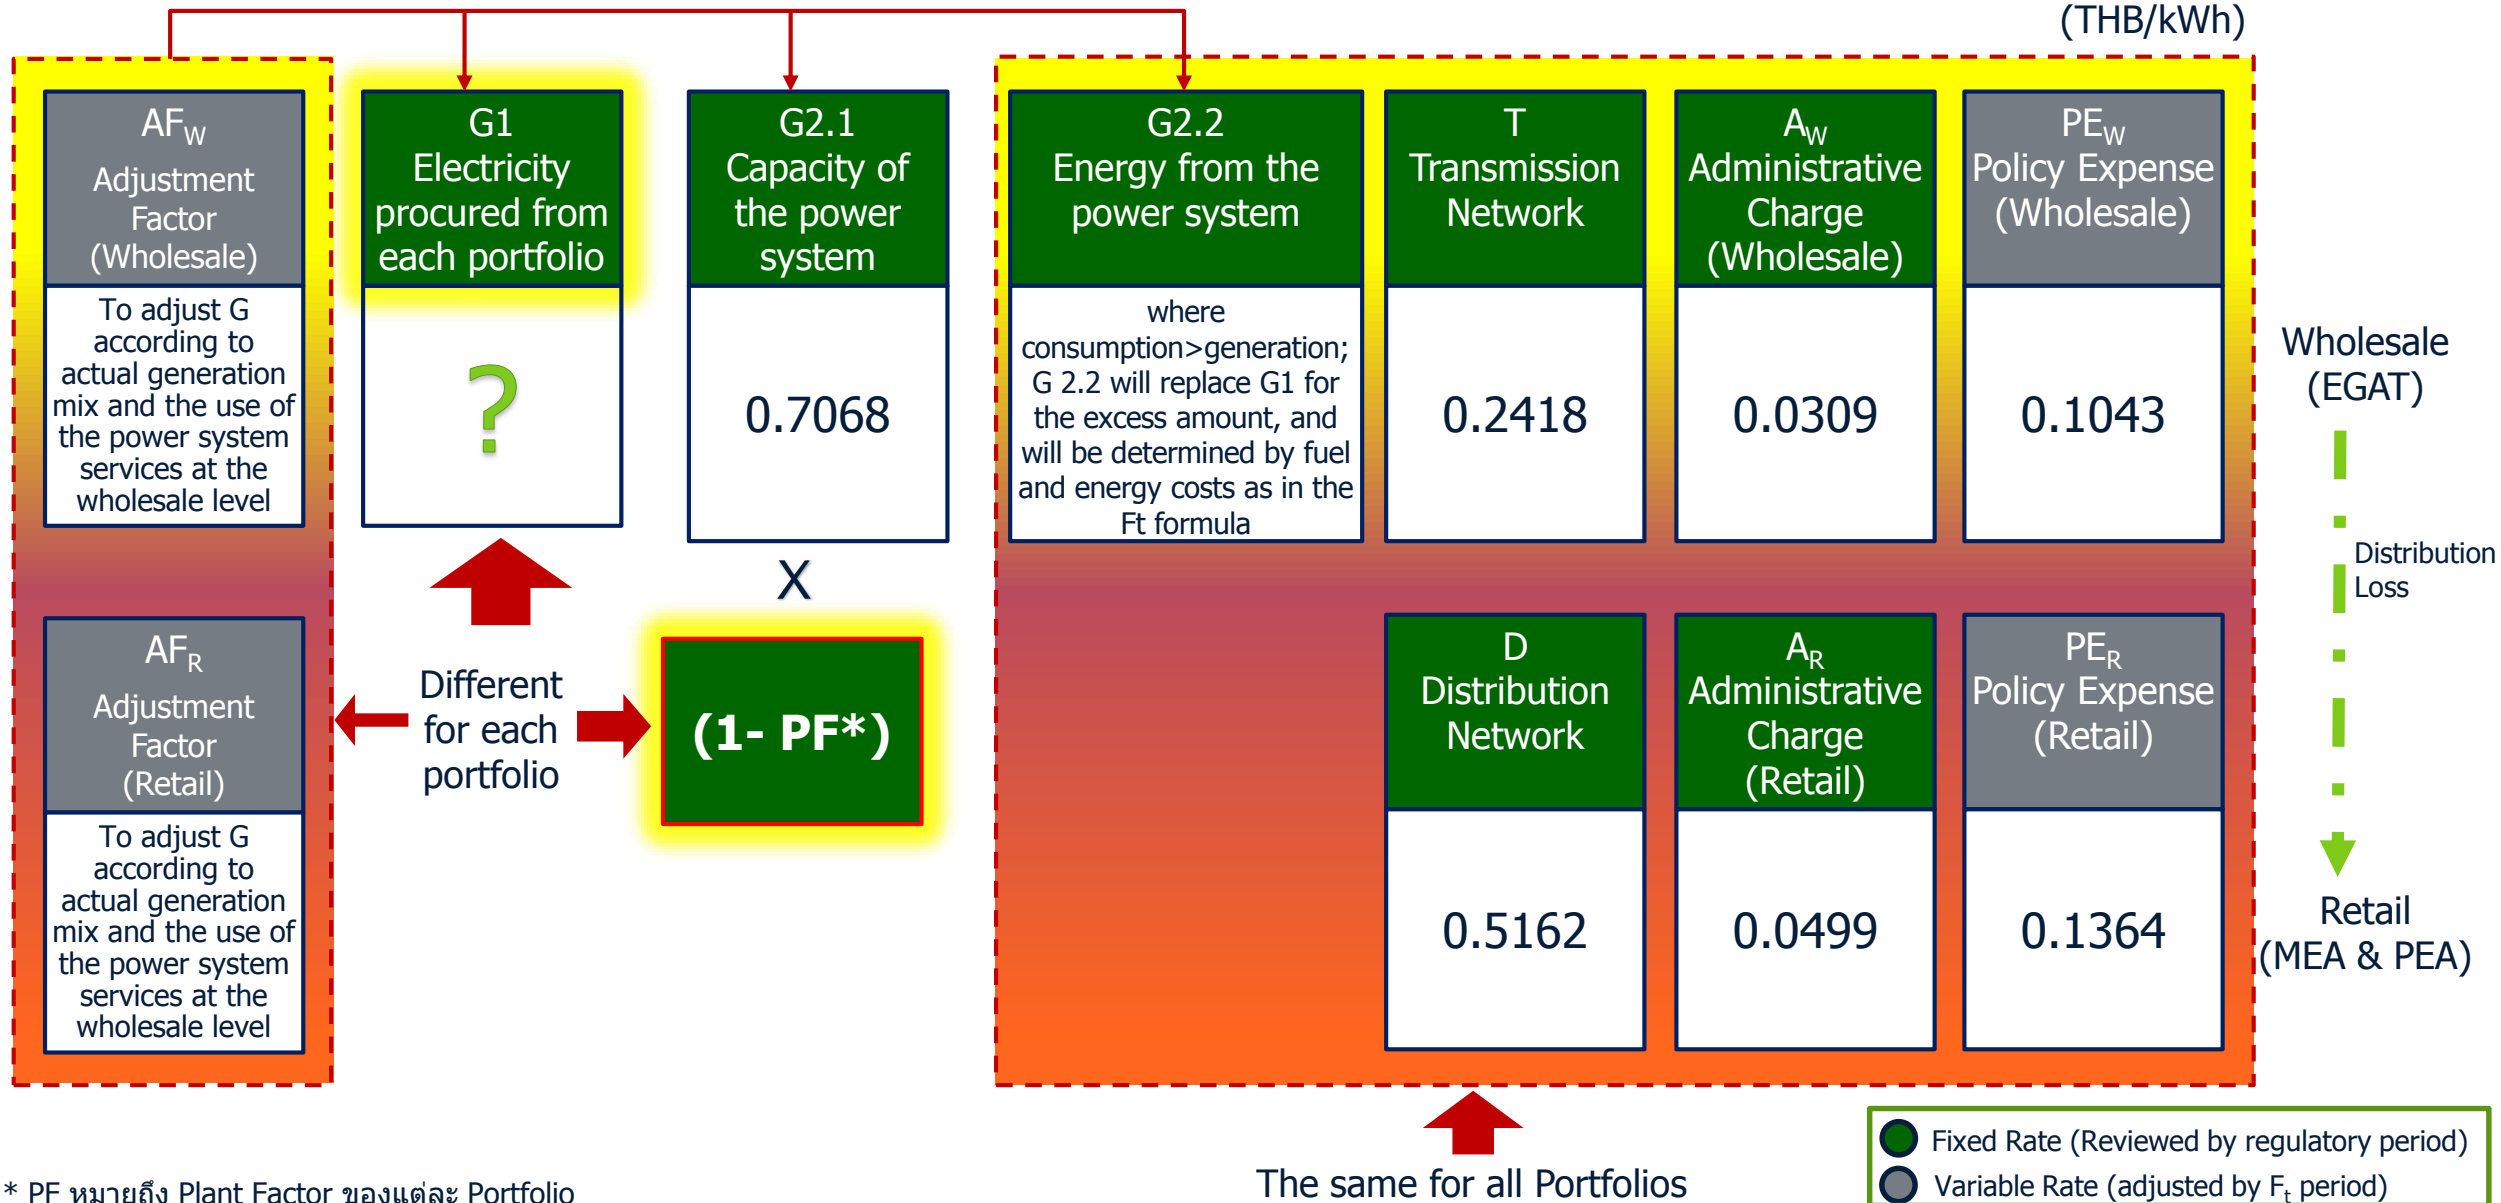 (THB/kWh)
AFW
Adjustment
Factor
(Wholesale)
To adjust G
according to
actual generation
mix and the use of
the power system
services at the
wholesale level
G1
Electricity
procured from
each portfolio
?
G2.1
Capacity of
the power
system
0.7068
X
(1- PF*)
G2.2
Energy from the
power system
where
consumption>generation;
G 2.2 will replace G1 for
the excess amount, and
will be determined by fuel
and energy costs as in the
Ft formula
T
Transmission
Network
0.2418
AW
Administrative
Charge
(Wholesale)
0.0309
PEW
Policy Expense
(Wholesale)
0.1043
Wholesale
(EGAT)
Distribution
Loss
AFR
Adjustment
Factor
(Retail)
To adjust G
according to
actual generation
mix and the use of
the power system
services at the
wholesale level
Different
for each
portfolio
D
Distribution
Network
0.5162
AR
Administrative
Charge
(Retail)
0.0499
PER
Policy Expense
(Retail)
0.1364
Retail
(MEA & PEA)
The same for all Portfolios
Fixed Rate (Reviewed by regulatory period)
Variable Rate (adjusted by Ft period)
* PF หมายถึง Plant Factor ของแต่ละ Portfolio